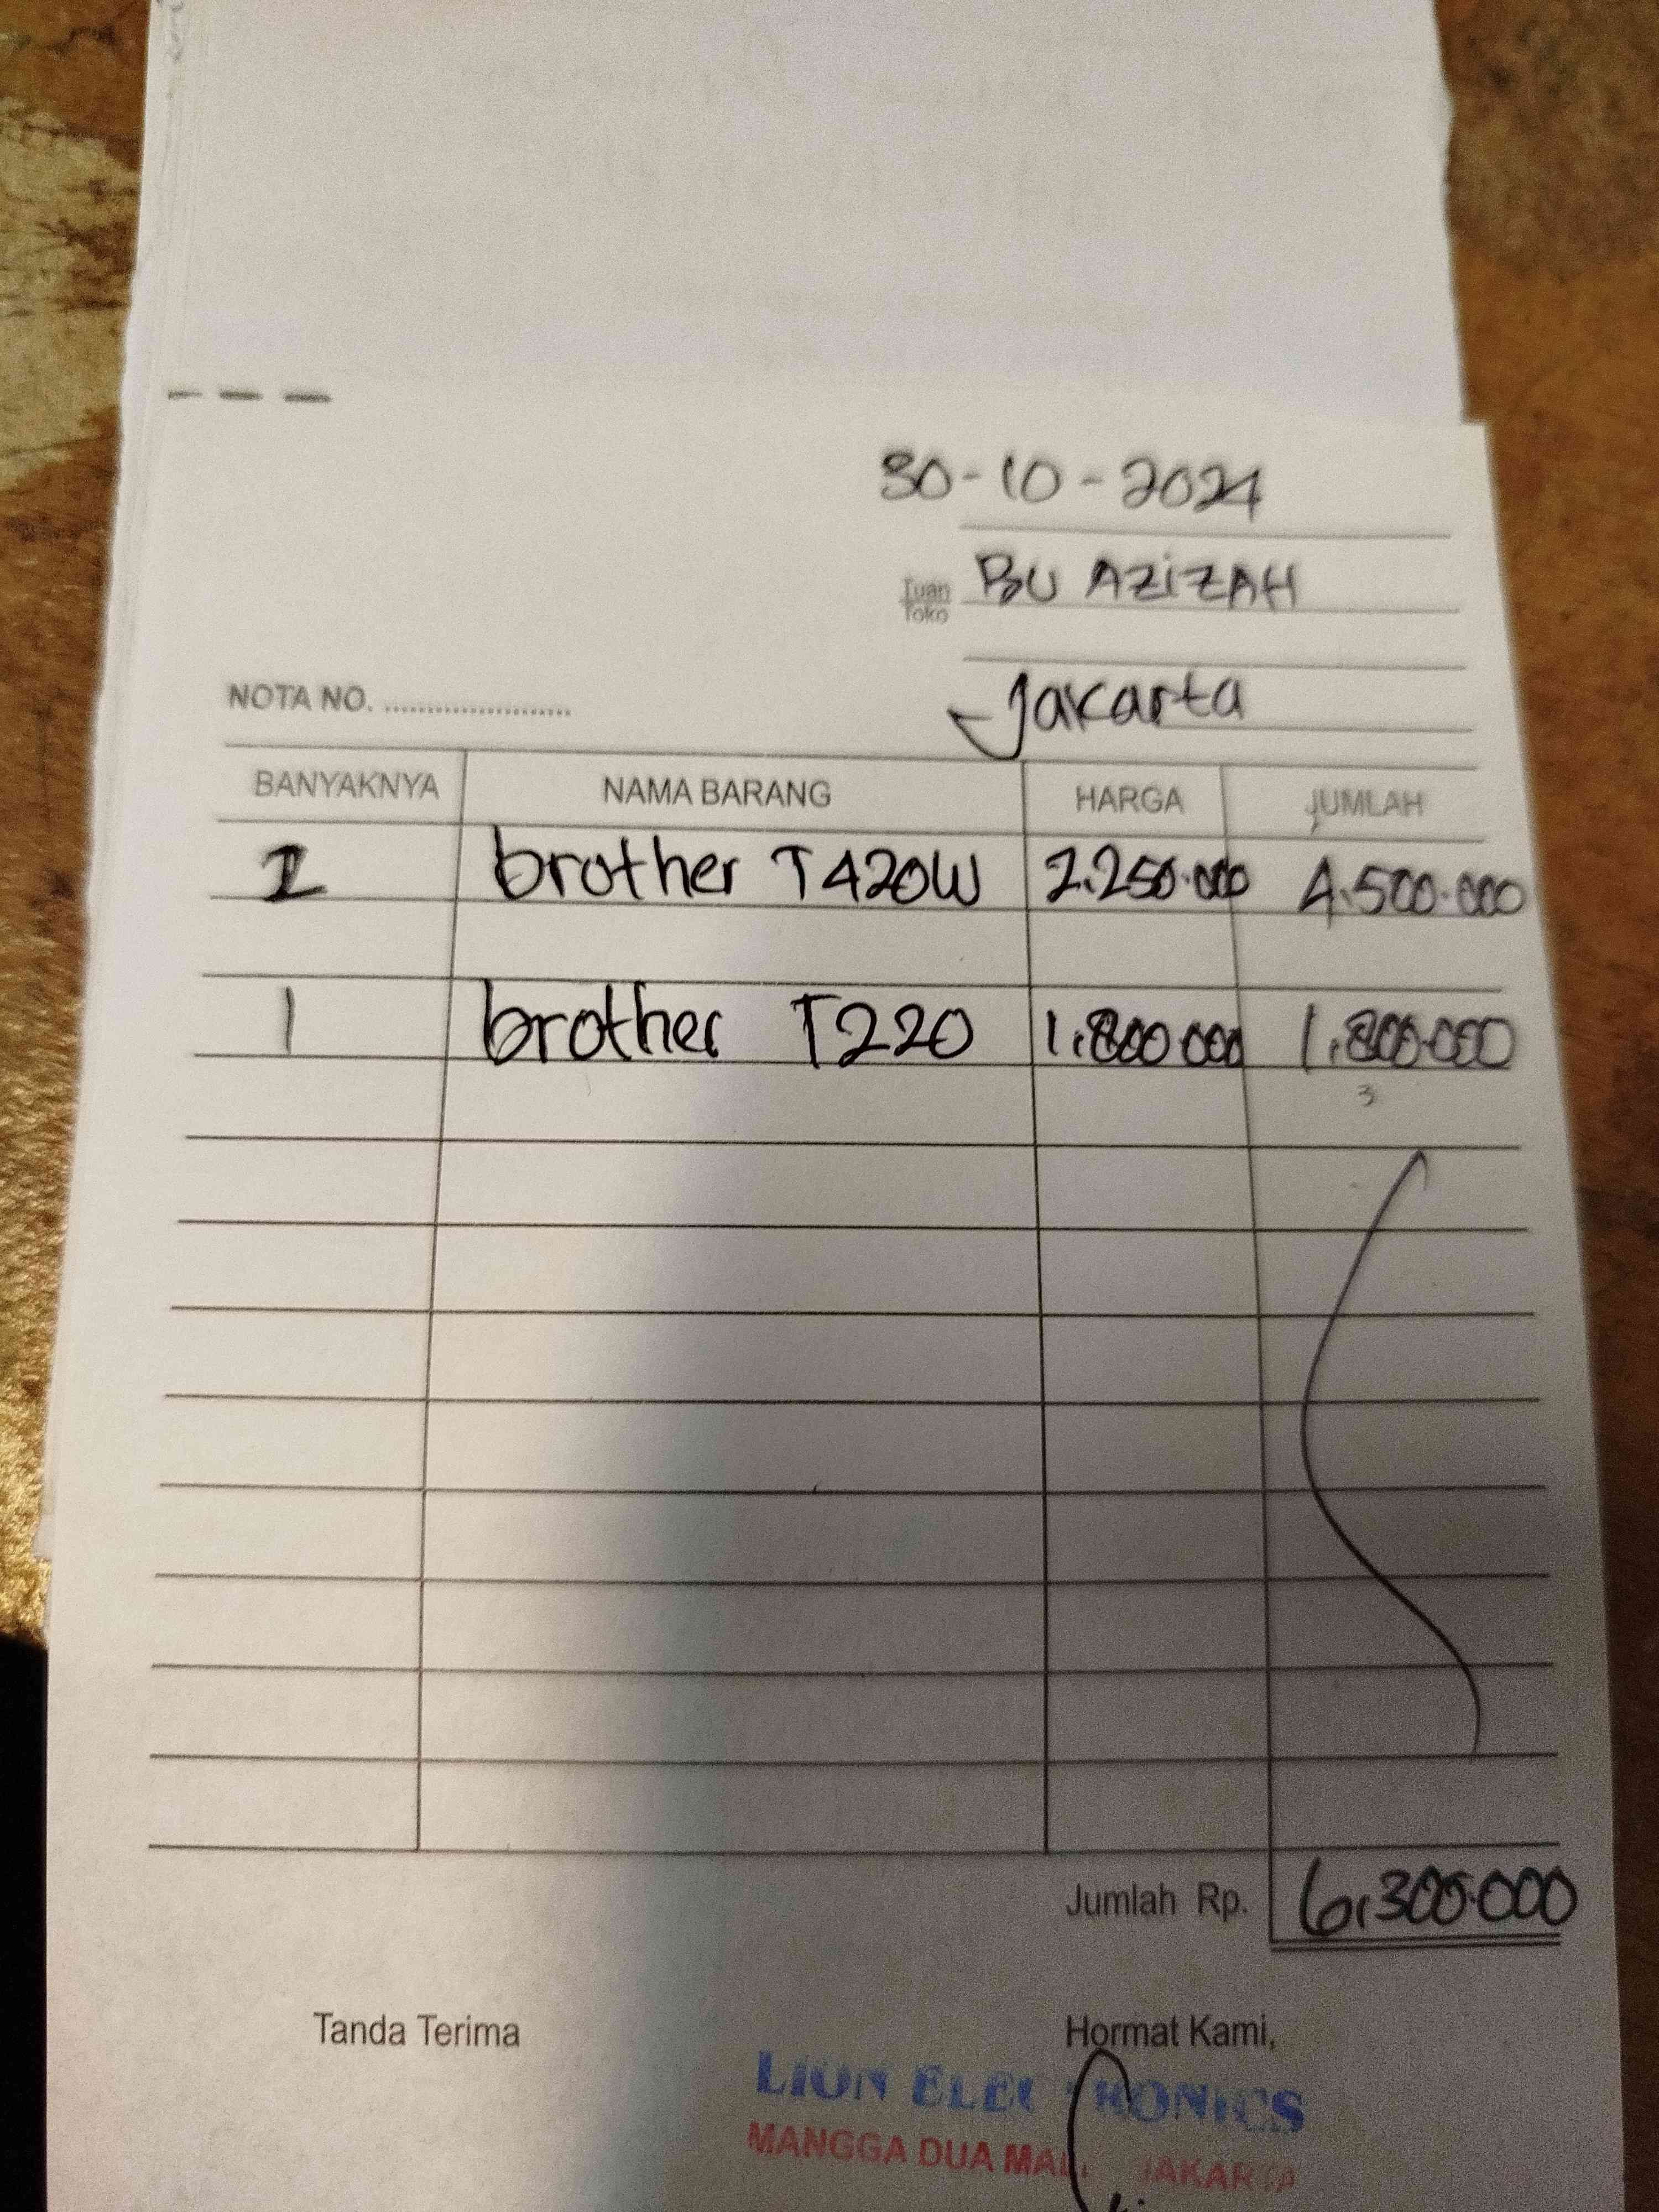 30-10-2024
Tuan
Toko
BU AZIZAH
Jakarta
NOTA NO. ........................
BANYAKNYA NAMA BARANG HARGA JUMLAH
2 brother T420W 2.250.000 4.500.000
1 brother T220 1.800.000 1.800.000
3
Jumlah Rp. 6.300.000
Tanda Terima Hormat Kami,
LION ELECTRONICS
MANGGA DUA MALL JAKARTA